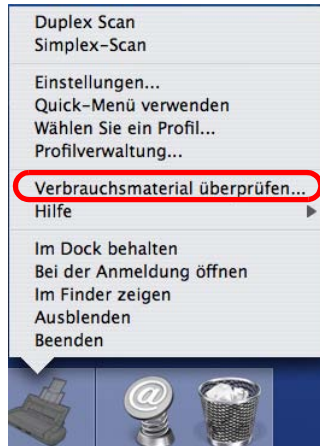 Duplex Scan
Simplex-Scan
Einstellungen...
Quick-Menü verwenden
Wählen Sie ein Profil...
Profilverwaltung...
Verbrauchsmaterial überprüfen...
Hilfe
Im Dock behalten
Bei der Anmeldung öffnen
Im Finder zeigen
Ausblenden
Beenden
@